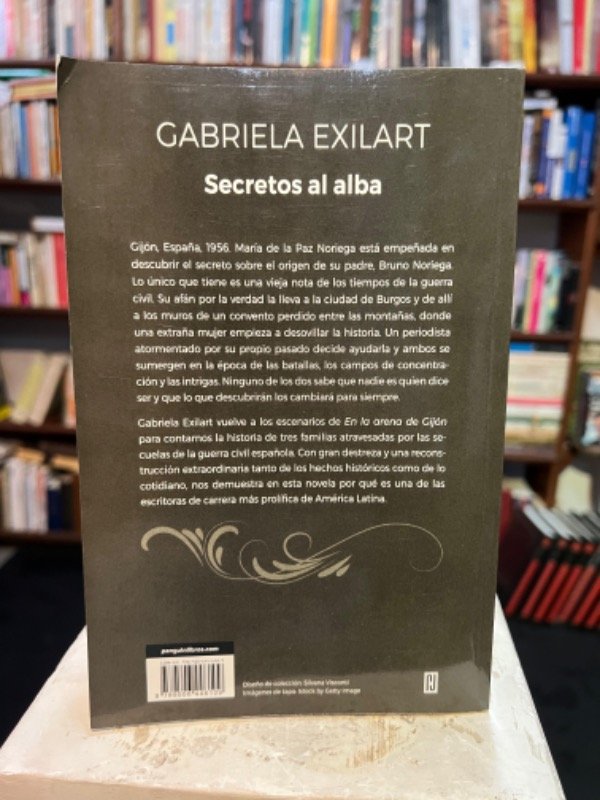 GABRIELA EXILART
Secretos al alba
Gijón, España, 1956. María de la Paz Noriega está empeñada en
descubrir el secreto sobre el origen de su padre, Bruno Noriega.
Lo único que tiene es una vieja nota de los tiempos de la guerra
civil. Su afán por la verdad la lleva a la ciudad de Burgos y de allí
a los muros de un convento perdido entre las montañas, donde
una extraña mujer empieza a desovillar la historia. Un periodista
atormentado por su propio pasado decide ayudarla y ambos se
sumergen en la época de las batallas, los campos de concentra-
ción y las intrigas. Ninguno de los dos sabe que nadie es quien dice
ser y que lo que descubrirán los cambiará para siempre.
Gabriela Exilart vuelve a los escenarios de En la arena de Gijón
para contarnos la historia de tres familias atravesadas por las se-
cuelas de la guerra civil española. Con gran destreza y una recons-
trucción extraordinaria tanto de los hechos históricos como de lo
cotidiano, nos demuestra en esta novela por qué es una de las
escritoras de carrera más prolífica de América Latina.
penguinlibros.com
Diseño de colección: Silvana
Imágenes de tapa: Istock by Getty Image